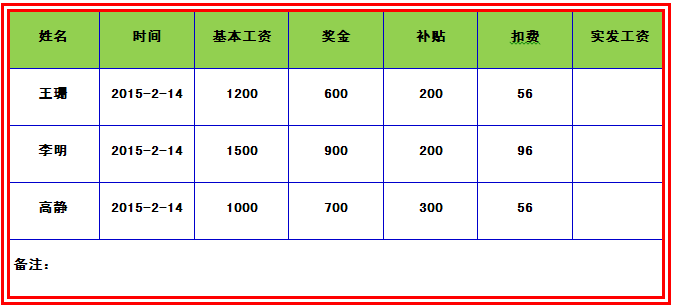 姓名 时间 基本工资 奖金 补贴 扣费 实发工资
王珊 2015-2-14 1200 600 200 56
李明 2015-2-14 1500 900 200 96
高静 2015-2-14 1000 700 300 56
备注：